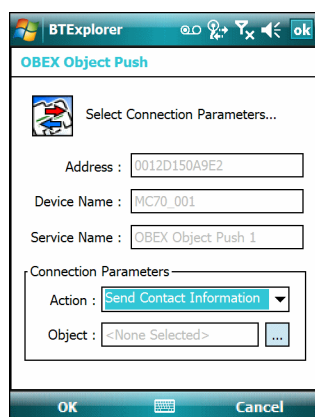 BTExplorer ok
OBEX Object Push
Select Connection Parameters...
Address : 0012D150A9E2
Device Name : MC70_001
Service Name : OBEX Object Push 1
Connection Parameters
Action : Send Contact Information
Object : <None Selected> ...
OK Cancel